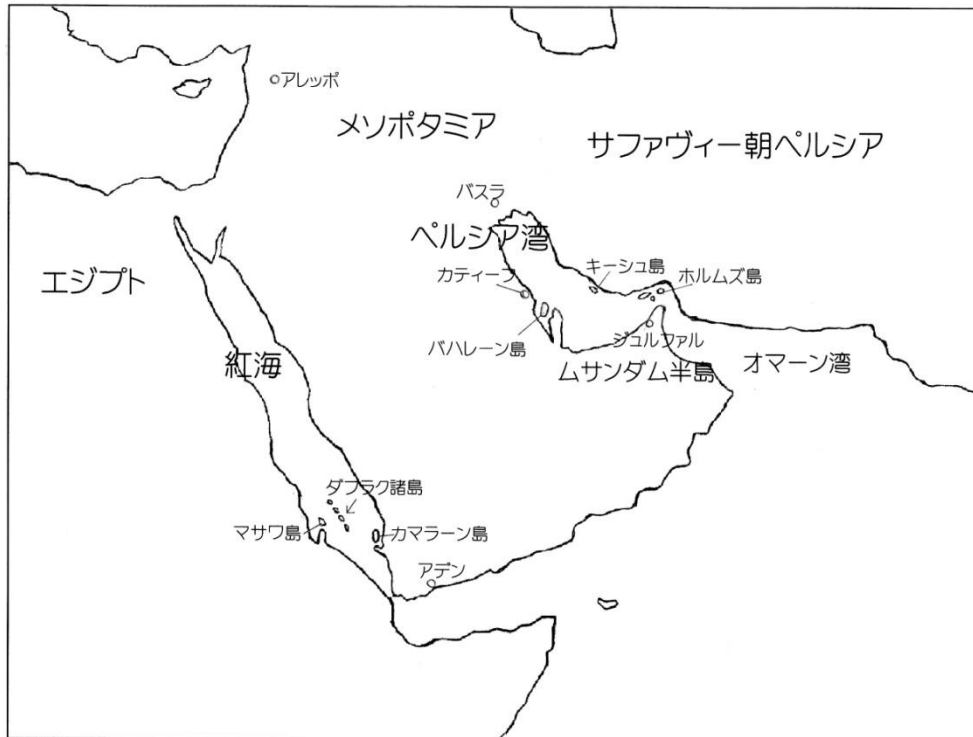 アレッポ
メソポタミア
サファヴィー朝ペルシア
バスラ
ペルシア湾
エジプト
カティーフ
キーシュ島
ホルムズ島
バハレーン島
ジュルファル
紅海
ムサンダム半島
オマーン湾
ダフラク諸島
マサワ島
カマラーン島
アデン